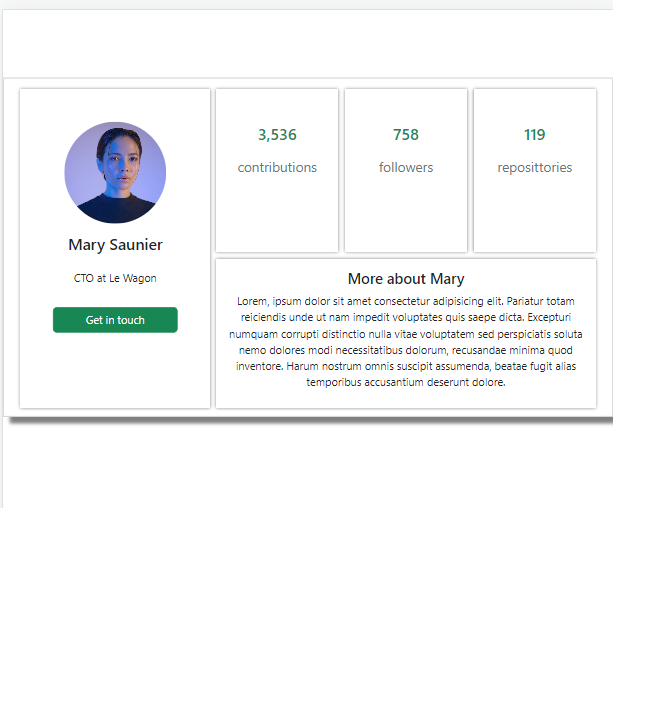 3,536
contributions
758
followers
119
reposittories
Mary Saunier
CTO at Le Wagon
Get in touch
More about Mary
Lorem, ipsum dolor sit amet consectetur adipisicing elit. Pariatur totam
reiciendis unde ut nam impedit voluptates quis saepe dicta. Excepturi
numquam corrupti distinctio nulla vitae voluptatem sed perspiciatis soluta
nemo dolores modi necessitatibus dolorum, recusandae minima quod
inventore. Harum nostrum omnis suscipit assumenda, beatae fugit alias
temporibus accusantium deserunt dolore.